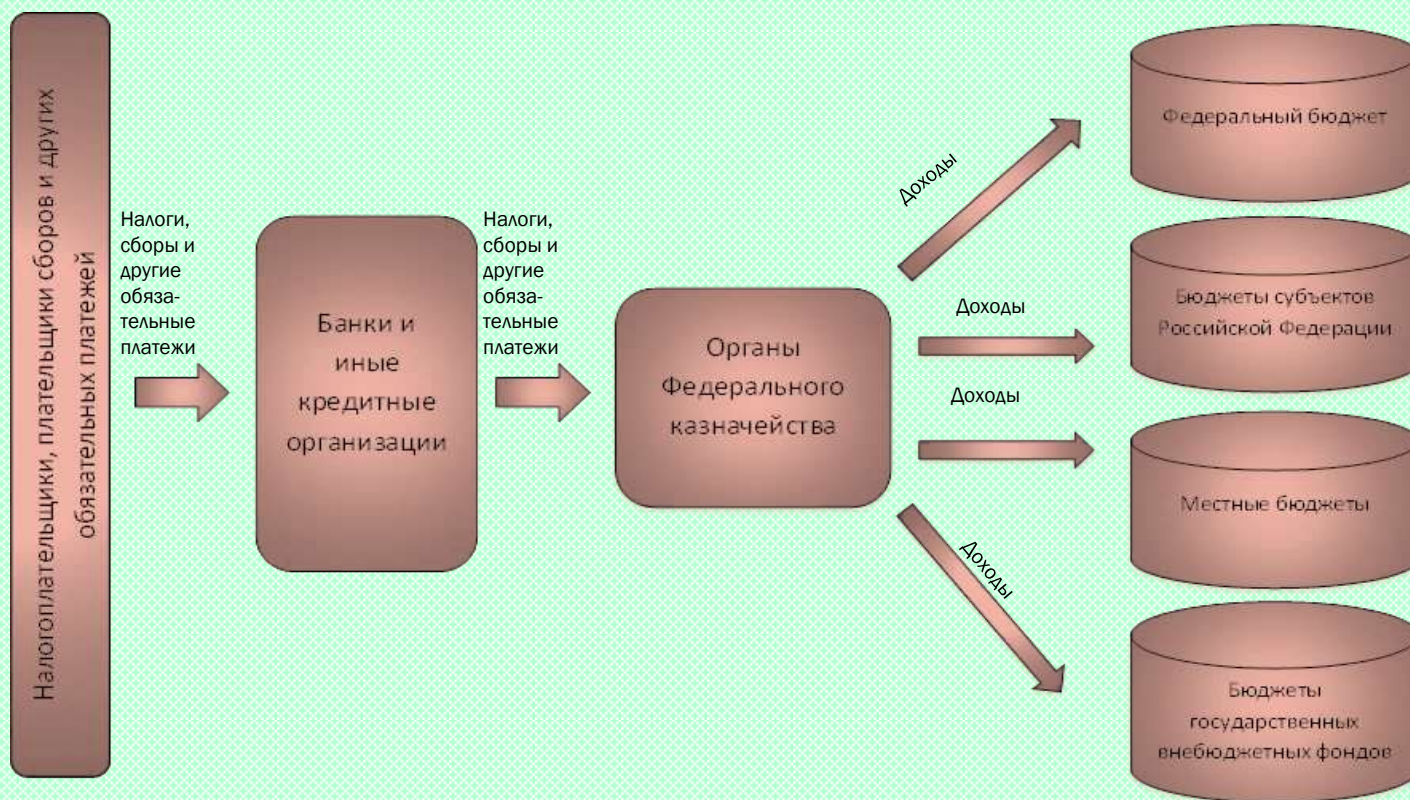 Налогоплательщики, плательщики сборов и других
обязательных платежей
Налоги,
сборы и
другие
обяза-
тельные
платежи
Банки и
иные
кредитные
организации
Налоги,
сборы и
другие
обяза-
тельные
платежи
Органы
Федерального
казначейства
Доходы
Доходы
Доходы
Доходы
Федеральный бюджет
Бюджеты субъектов
Российской Федерации
Местные бюджеты
Бюджеты
государственных
внебюджетных фондов